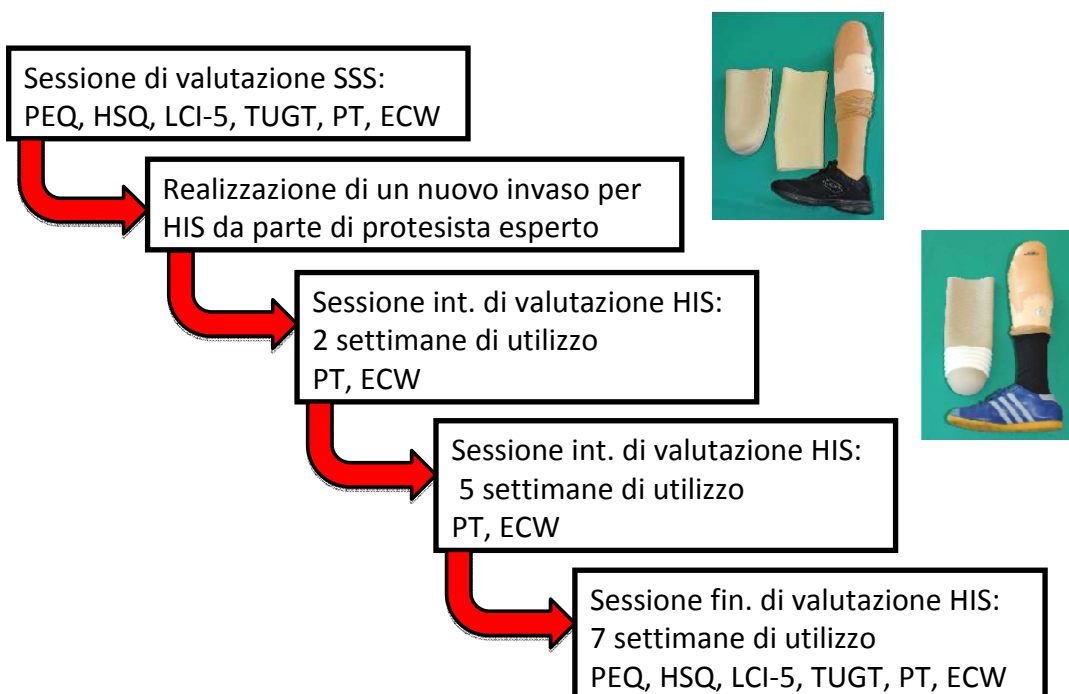 Sessione di valutazione SSS:
PEQ, HSQ, LCI-5, TUGT, PT, ECW
Realizzazione di un nuovo invaso per
HIS da parte di protesista esperto
Sessione int. di valutazione HIS:
2 settimane di utilizzo
PT, ECW
Sessione int. di valutazione HIS:
5 settimane di utilizzo
PT, ECW
Sessione fin. di valutazione HIS:
7 settimane di utilizzo
PEQ, HSQ, LCI-5, TUGT, PT, ECW